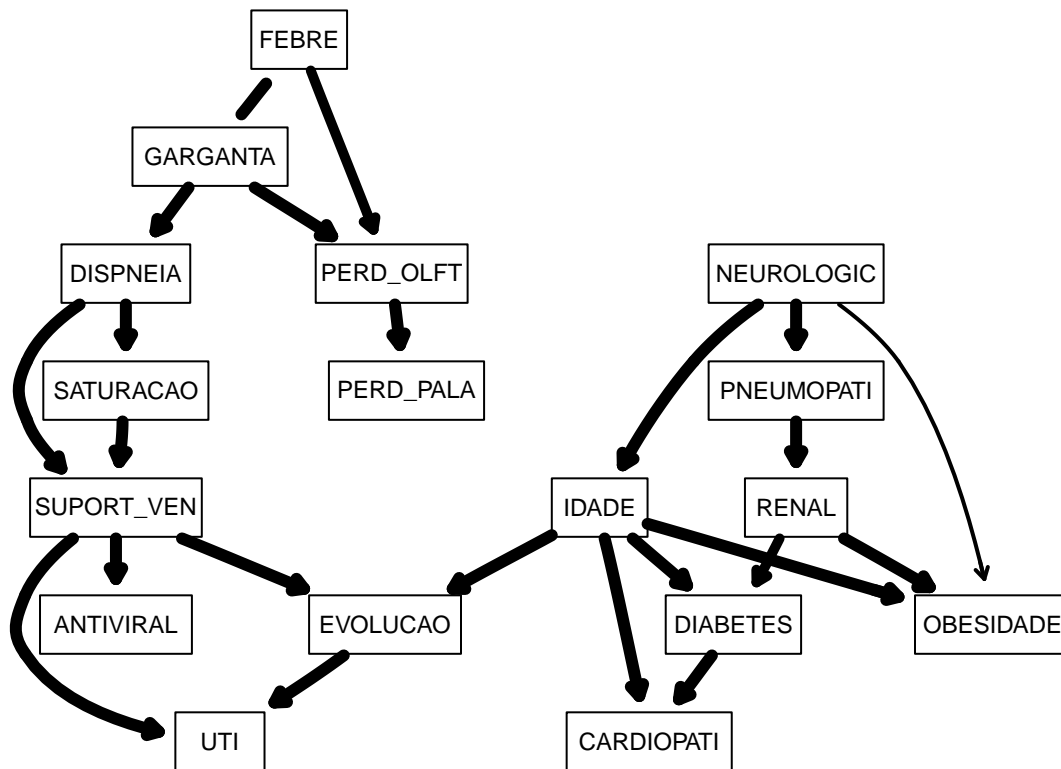 FEBRE
GARGANTA
DISPNEIA
PERD_OLFT
NEUROLOGIC
SATURACAO
PERD_PALA
PNEUMOPATI
SUPORT_VEN
IDADE
RENAL
ANTIVIRAL
EVOLUCAO
DIABETES
OBESIDADE
UTI
CARDIOPATI